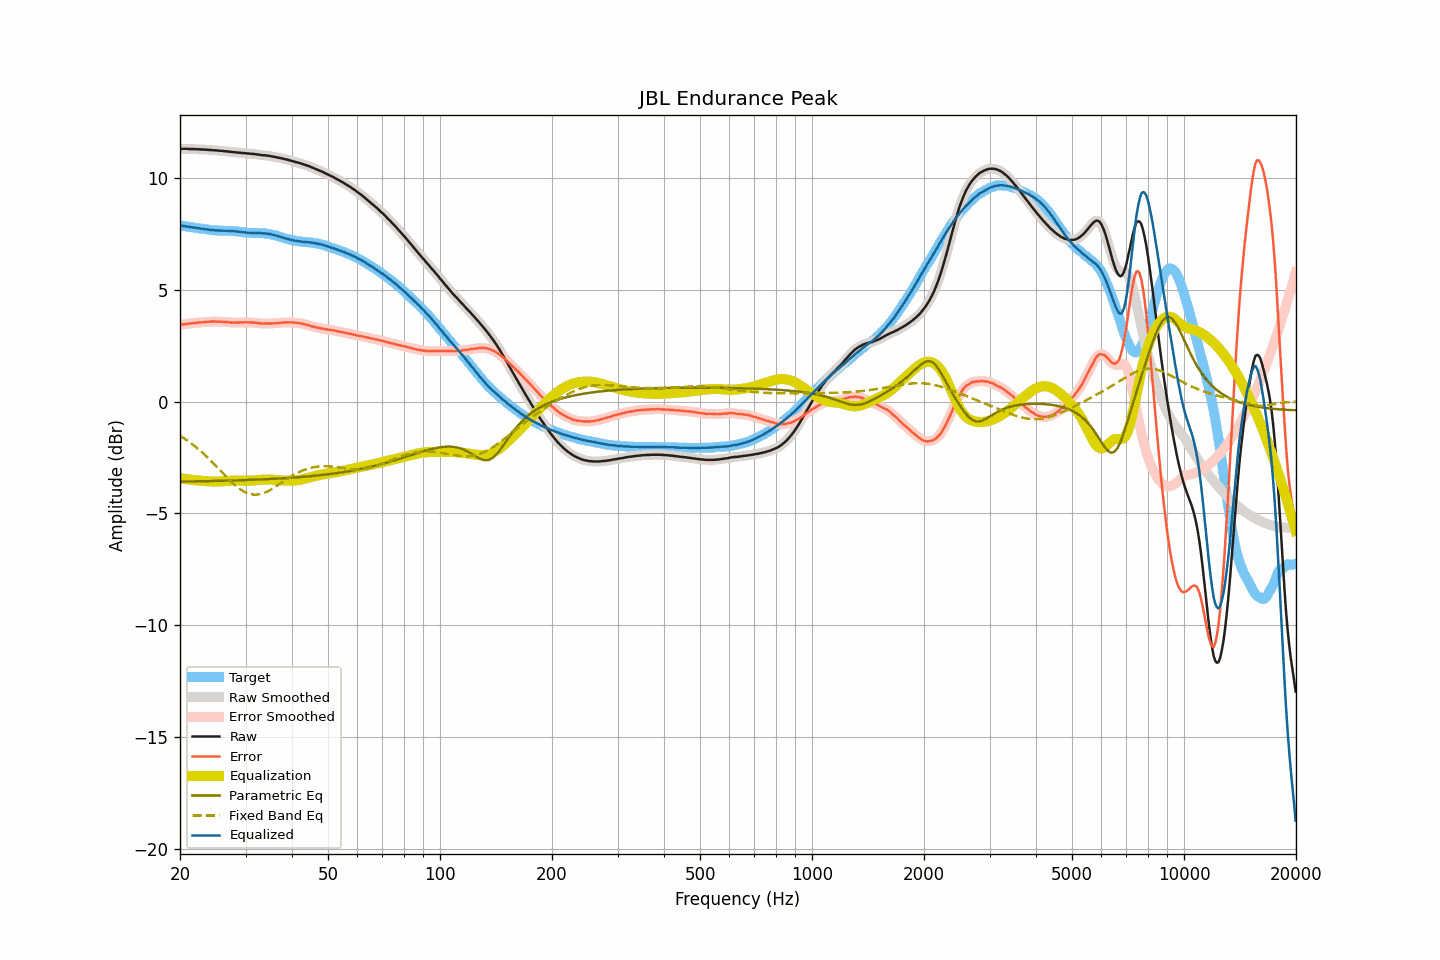 JBL Endurance Peak
Amplitude (dBr)
10
5
0
−5
−10
−15
−20
Target
Raw Smoothed
Error Smoothed
Raw
Error
Equalization
Parametric Eq
Fixed Band Eq
Equalized
20 50 100 200 500 1000 2000 5000 10000 20000
Frequency (Hz)